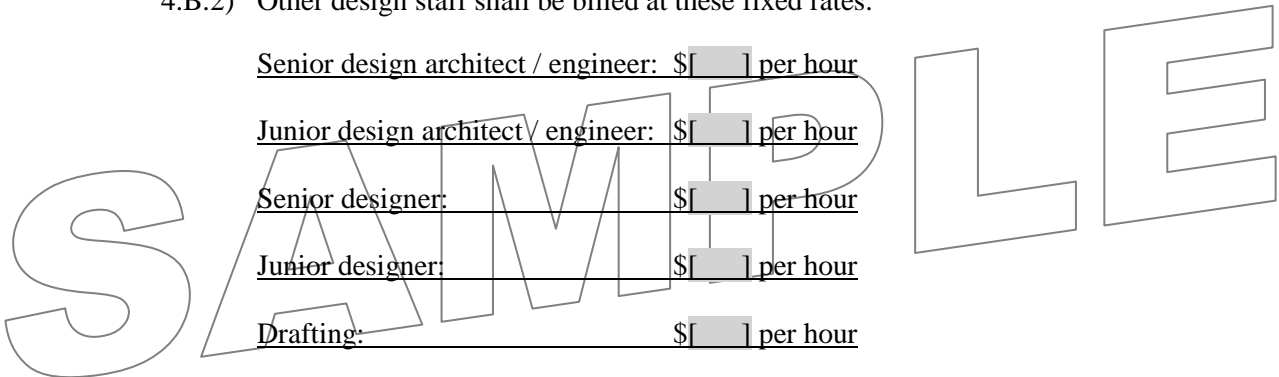 4.B.2) Other design staff shall be billed at these fixed rates:
Senior design architect / engineer: $[ ] per hour
Junior design architect / engineer: $[ ] per hour
Senior designer: $[ ] per hour
Junior designer: $[ ] per hour
Drafting: $[ ] per hour
SAMPLE